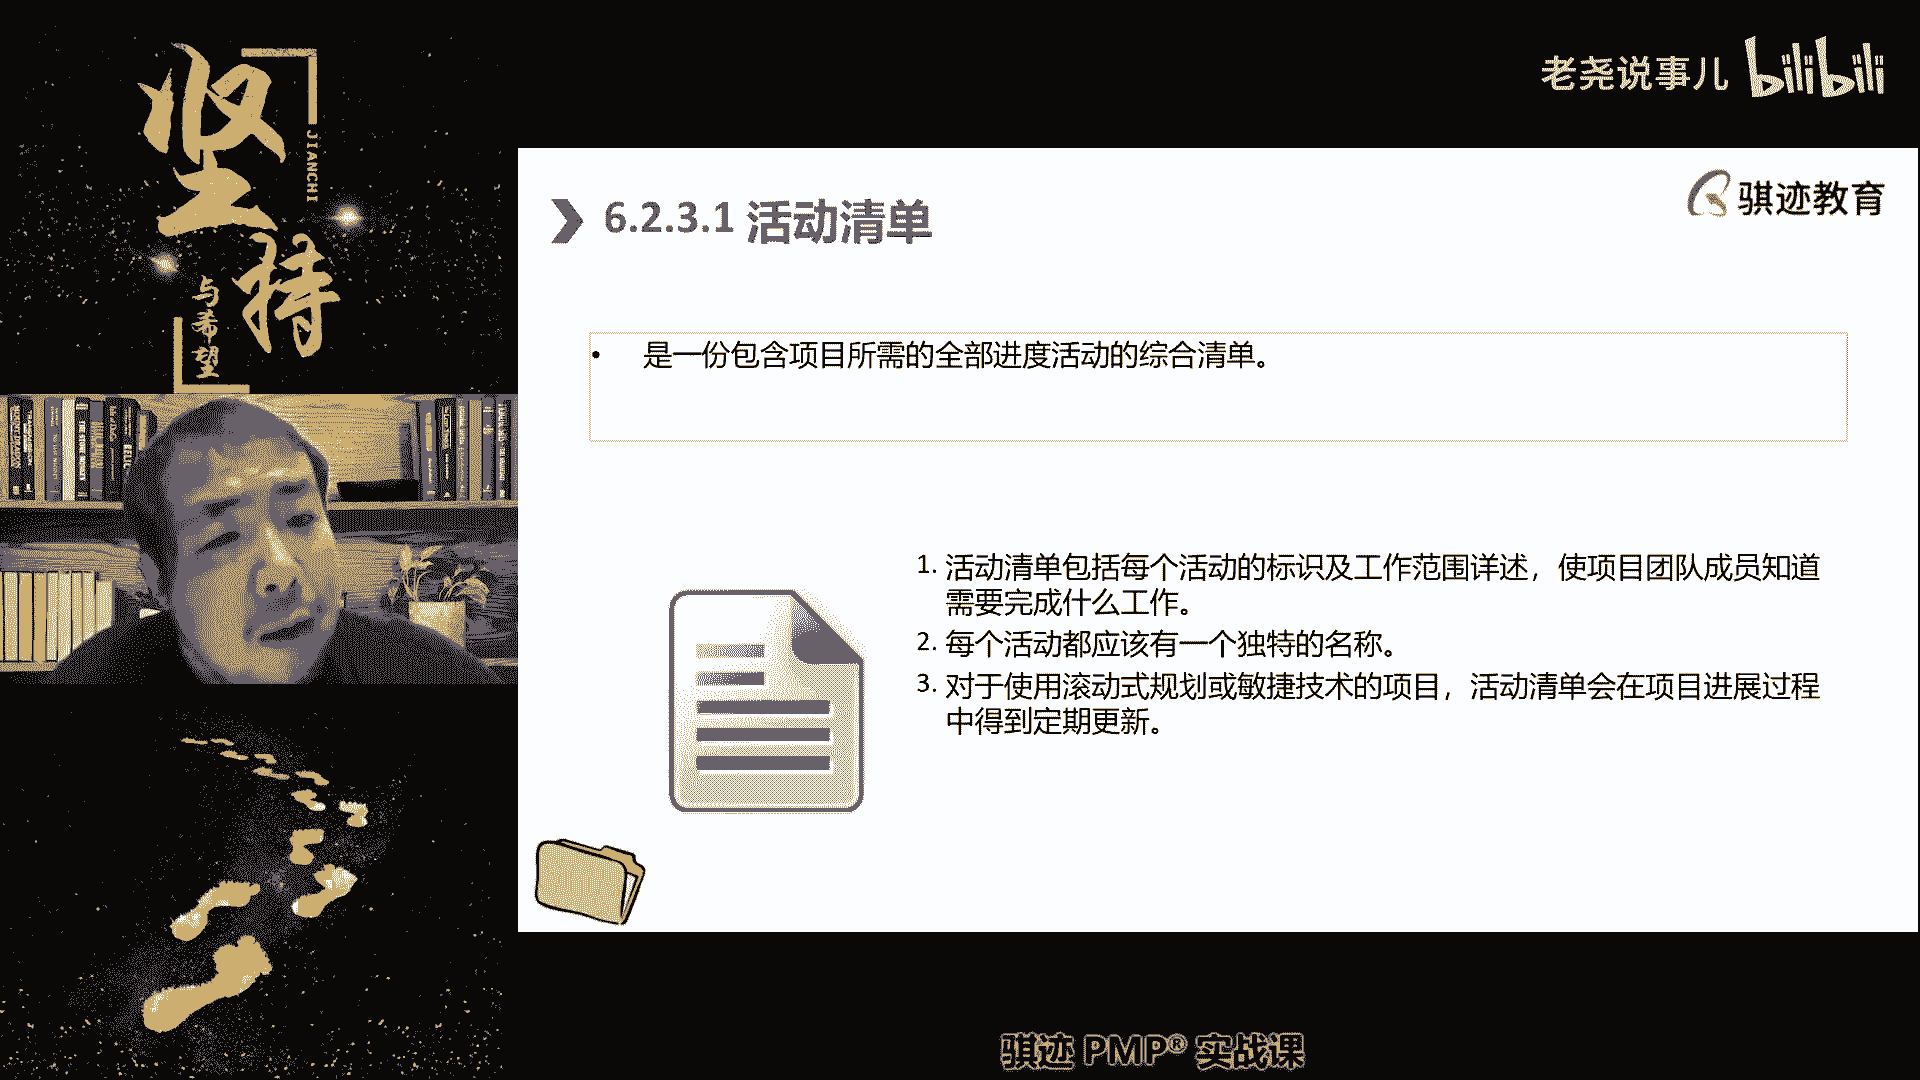 坚持
JIANCHI
与希望
老尧说事儿 bilibili
骐迹教育
6.2.3.1 活动清单
• 是一份包含项目所需的全部进度活动的综合清单。
1. 活动清单包括每个活动的标识及工作范围详述，使项目团队成员知道
需要完成什么工作。
2. 每个活动都应该有一个独特的名称。
3. 对于使用滚动式规划或敏捷技术的项目，活动清单会在项目进展过程
中得到定期更新。
骐迹 PMP® 实战课